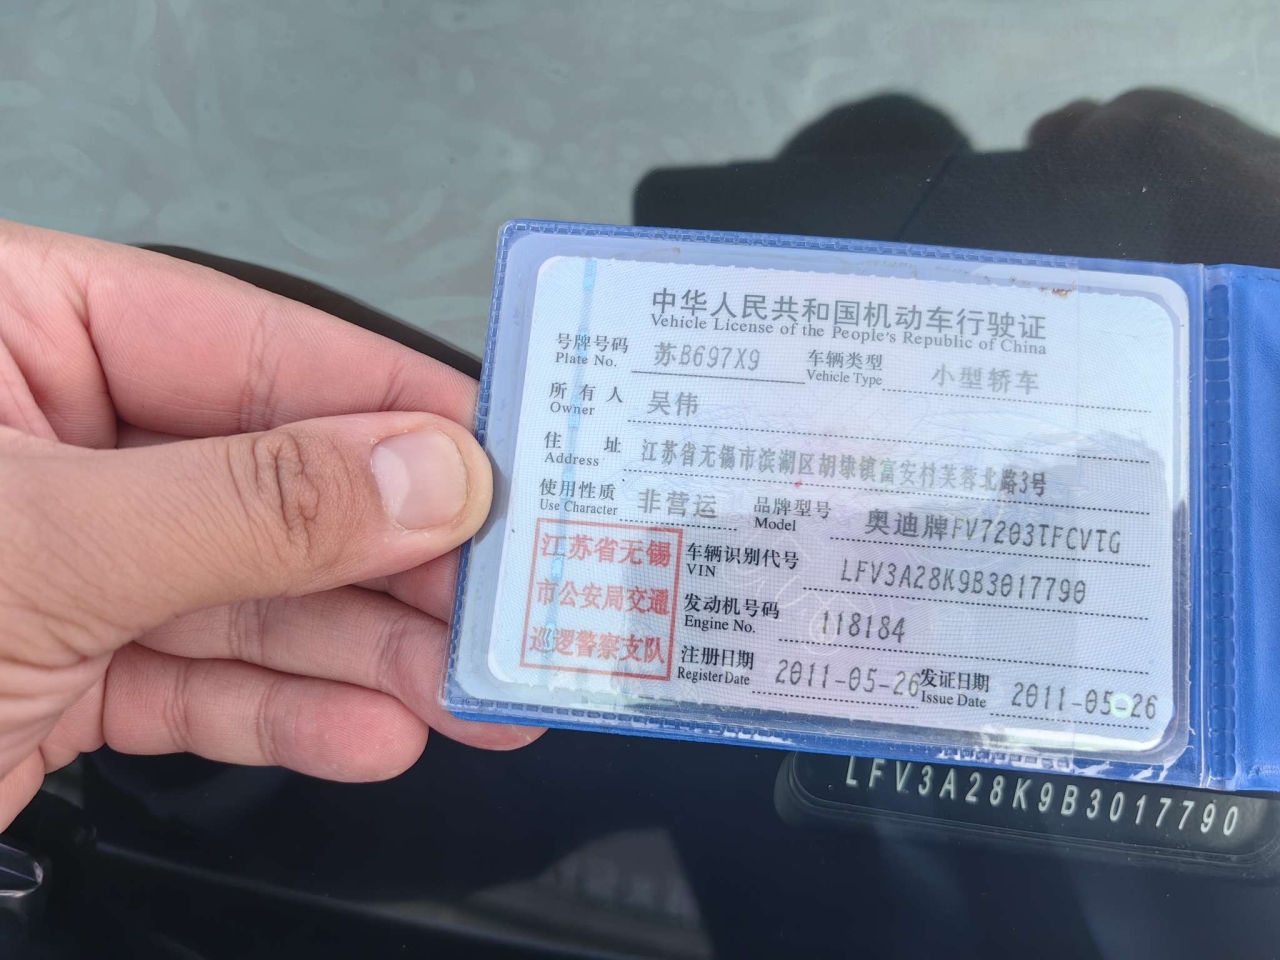 中华人民共和国机动车行驶证
Vehicle License of the People's Republic of China
号牌号码 苏B697X9 车辆类型 小型轿车
Plate No. Vehicle Type
所有人 吴伟
Owner
住址 江苏省无锡市滨湖区胡埭镇富安村芙蓉北路3号
Address
使用性质 非营运 品牌型号 奥迪牌FV7203TFCVTG
Use Character Model
江苏省无锡
市公安局交通
巡逻警察支队
车辆识别代号 LFV3A28K9B3017790
VIN
发动机号码 118184
Engine No.
注册日期 2011-05-26 发证日期 2011-05-26
Register Date Issue Date
LFV3A28K9B3017790